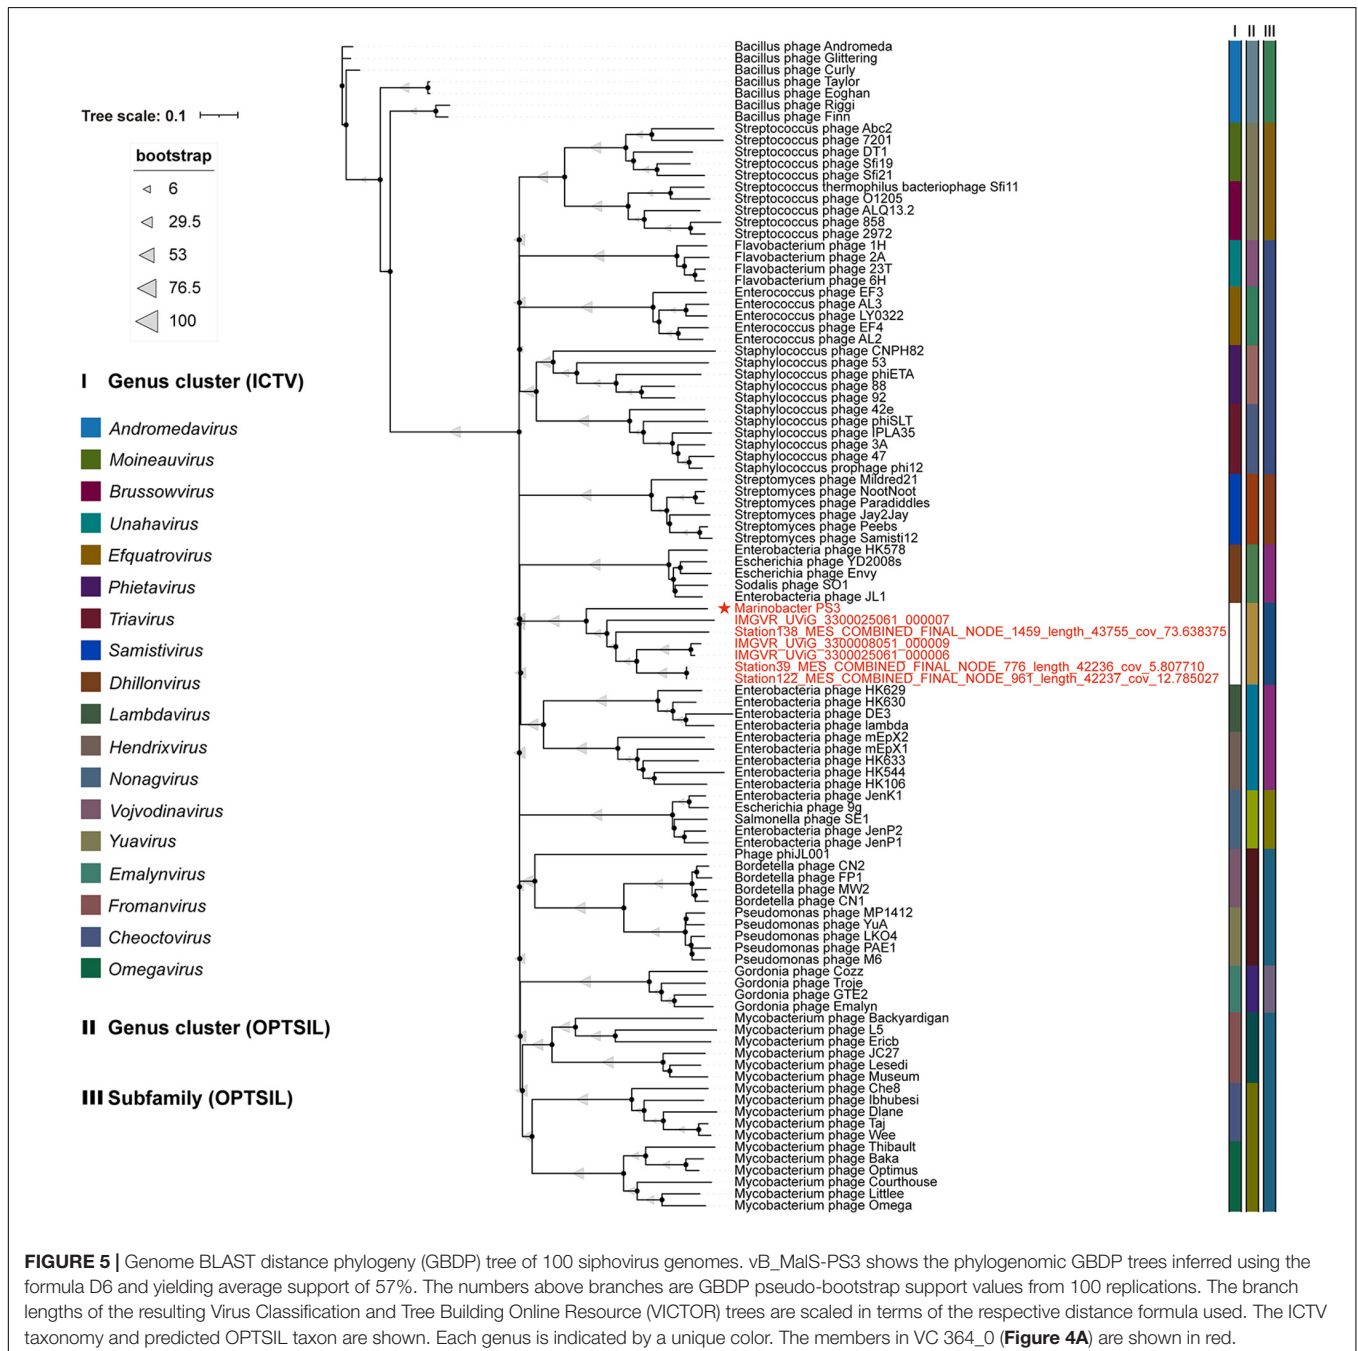 I II III
Tree scale: 0.1
bootstrap
6
29.5
53
76.5
100
I Genus cluster (ICTV)
Andromedavirus
Moineauvirus
Brussowvirus
Unahavirus
Efquatrovirus
Phietavirus
Triavirus
Samistivirus
Dhillonvirus
Lambdavirus
Hendrixvirus
Nonagvirus
Vojvodinavirus
Yuavirus
Emalynvirus
Fromanvirus
Cheoctovirus
Omegavirus
II Genus cluster (OPTSIL)
III Subfamily (OPTSIL)
Bacillus phage Andromeda
Bacillus phage Glittering
Bacillus phage Curly
Bacillus phage Taylor
Bacillus phage Eoghan
Bacillus phage Riggi
Bacillus phage Finn
Streptococcus phage Abc2
Streptococcus phage 7201
Streptococcus phage DT1
Streptococcus phage Sfi19
Streptococcus phage Sfi21
Streptococcus thermophilus bacteriophage Sfi11
Streptococcus phage O1205
Streptococcus phage ALQ13.2
Streptococcus phage 858
Streptococcus phage 2972
Flavobacterium phage 1H
Flavobacterium phage 2A
Flavobacterium phage 23T
Flavobacterium phage 6H
Enterococcus phage EF3
Enterococcus phage AL3
Enterococcus phage LY0322
Enterococcus phage EF4
Enterococcus phage AL2
Staphylococcus phage CNPH82
Staphylococcus phage 53
Staphylococcus phage phiETA
Staphylococcus phage 88
Staphylococcus phage 92
Staphylococcus phage 42e
Staphylococcus phage phiSLT
Staphylococcus phage IPLA35
Staphylococcus phage 3A
Staphylococcus phage 47
Staphylococcus prophage phi12
Streptomyces phage Mildred21
Streptomyces phage NootNoot
Streptomyces phage Paradiddles
Streptomyces phage Jay2Jay
Streptomyces phage Peebs
Streptomyces phage Samisti12
Enterobacteria phage HK578
Escherichia phage YD2008s
Escherichia phage Envy
Sodalis phage SO1
Enterobacteria phage JL1
Marinobacter PS3
IMGVR_UViG_3300025061_000007
Station138_MES_COMBINED_FINAL_NODE_1459_length_43755_cov_73.638375
IMGVR_UViG_3300008051_000009
IMGVR_UViG_3300025061_000006
Station39_MES_COMBINED_FINAL_NODE_776_length_42236_cov_5.807710
Station122_MES_COMBINED_FINAL_NODE_961_length_42237_cov_12.785027
Enterobacteria phage HK629
Enterobacteria phage HK630
Enterobacteria phage DE3
Enterobacteria phage lambda
Enterobacteria phage mEpX2
Enterobacteria phage mEpX1
Enterobacteria phage HK633
Enterobacteria phage HK544
Enterobacteria phage HK106
Enterobacteria phage JenK1
Escherichia phage 9g
Salmonella phage SE1
Enterobacteria phage JenP2
Enterobacteria phage JenP1
Phage phiJL001
Bordetella phage CN2
Bordetella phage FP1
Bordetella phage MW2
Bordetella phage CN1
Pseudomonas phage MP1412
Pseudomonas phage YuA
Pseudomonas phage LKO4
Pseudomonas phage PAE1
Pseudomonas phage M6
Gordonia phage Cozz
Gordonia phage Troje
Gordonia phage GTE2
Gordonia phage Emalyn
Mycobacterium phage Backyardigan
Mycobacterium phage L5
Mycobacterium phage Ericb
Mycobacterium phage JC27
Mycobacterium phage Lesedi
Mycobacterium phage Museum
Mycobacterium phage Che8
Mycobacterium phage Ibhubesi
Mycobacterium phage Dlane
Mycobacterium phage Taj
Mycobacterium phage Wee
Mycobacterium phage Thibault
Mycobacterium phage Baka
Mycobacterium phage Optimus
Mycobacterium phage Courthouse
Mycobacterium phage Littlee
Mycobacterium phage Omega
FIGURE 5 | Genome BLAST distance phylogeny (GBDP) tree of 100 siphovirus genomes. vB_MalS-PS3 shows the phylogenomic GBDP trees inferred using the
formula D6 and yielding average support of 57%. The numbers above branches are GBDP pseudo-bootstrap support values from 100 replications. The branch
lengths of the resulting Virus Classification and Tree Building Online Resource (VICTOR) trees are scaled in terms of the respective distance formula used. The ICTV
taxonomy and predicted OPTSIL taxon are shown. Each genus is indicated by a unique color. The members in VC 364_0 (Figure 4A) are shown in red.